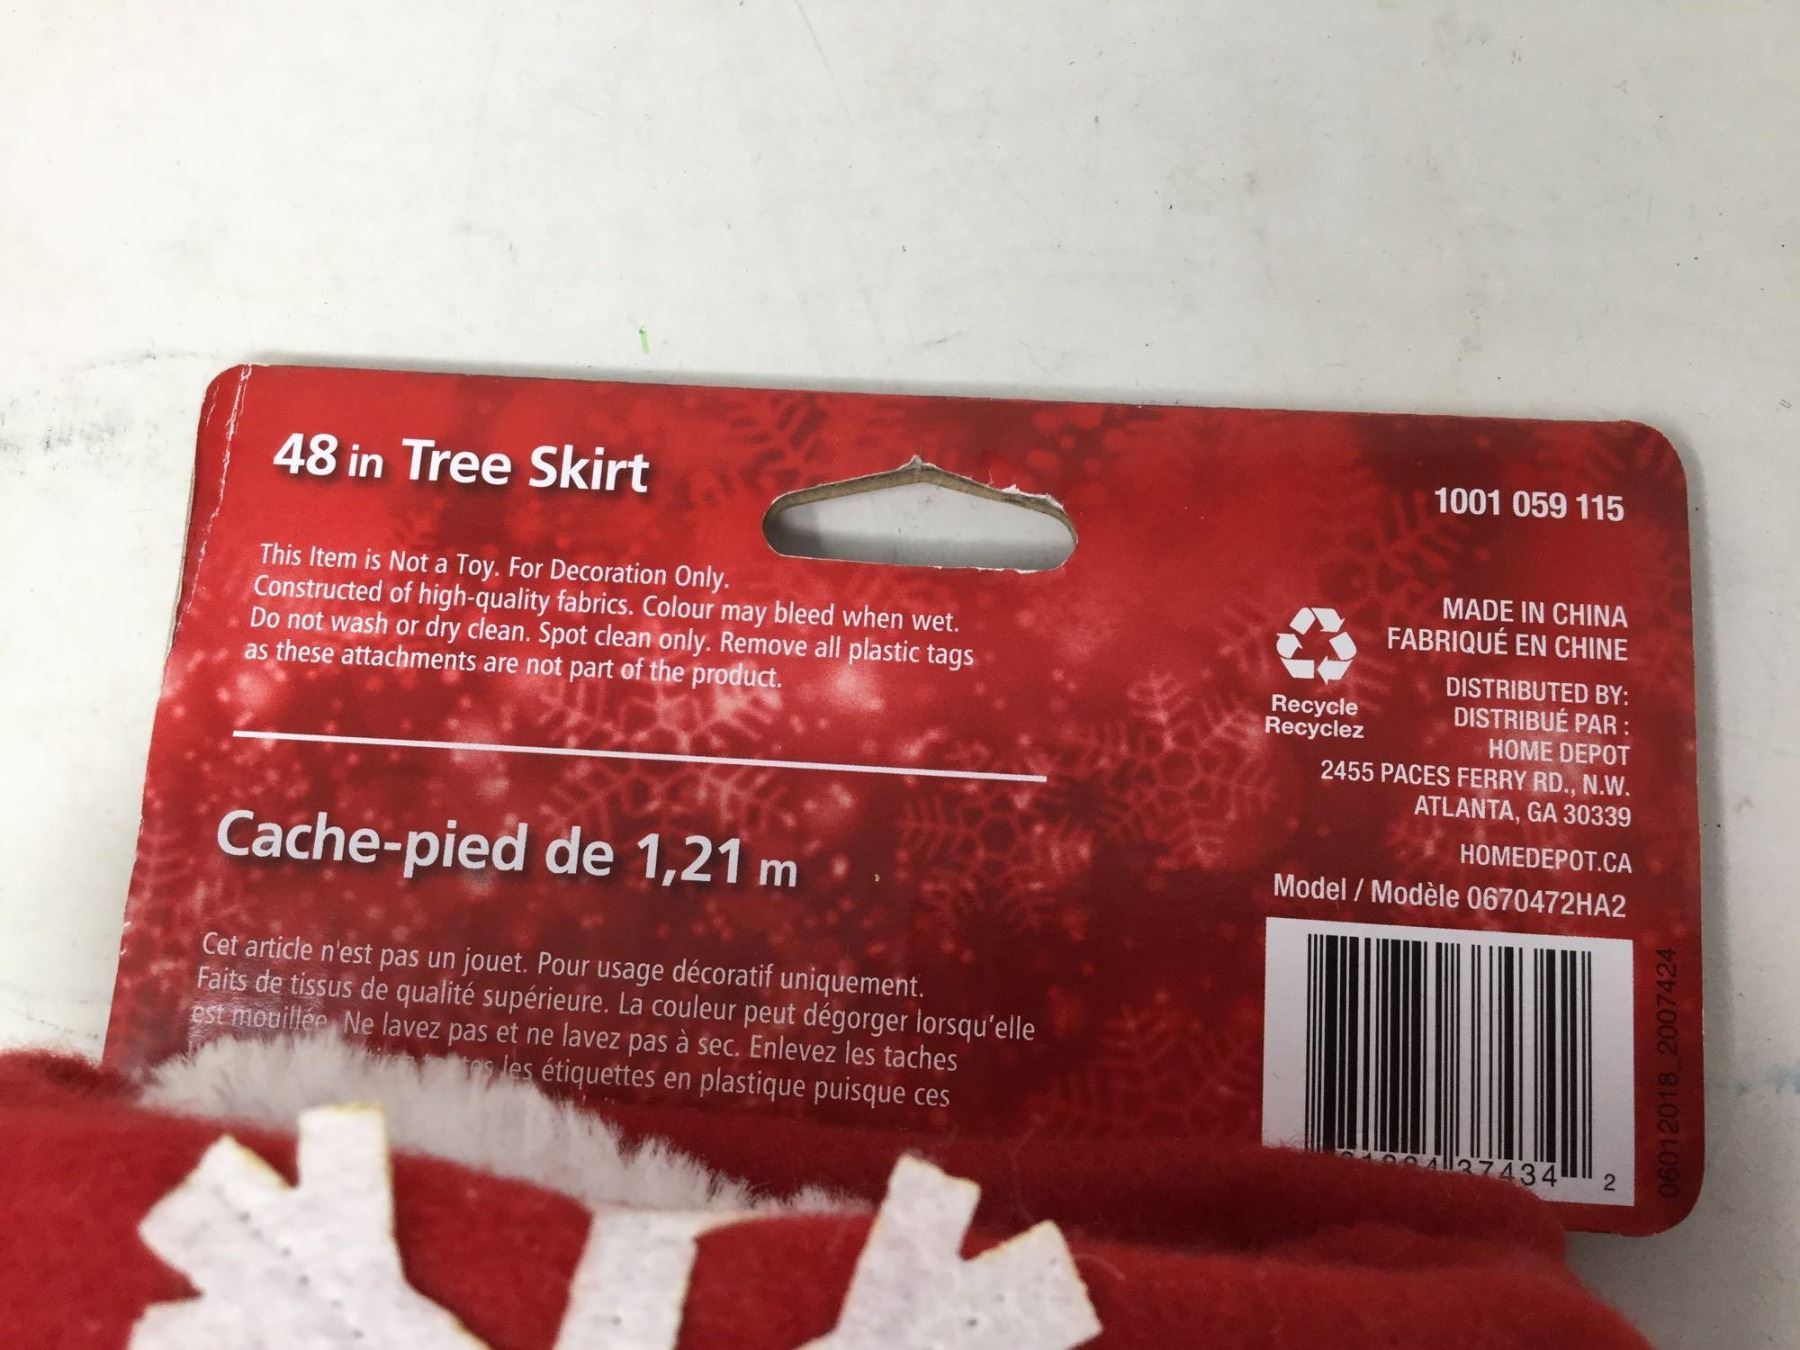 48 in Tree Skirt
This Item is Not a Toy. For Decoration Only.
Constructed of high-quality fabrics. Colour may bleed when wet.
Do not wash or dry clean. Spot clean only. Remove all plastic tags
as these attachments are not part of the product.
Cache-pied de 1,21 m
Cet article n'est pas un jouet. Pour usage décoratif uniquement.
Faits de tissus de qualité supérieure. La couleur peut dégorger lorsqu'elle
est mouillée. Ne lavez pas et ne lavez pas à sec. Enlevez les taches
les étiquettes en plastique puisque ces
1001 059 115
MADE IN CHINA
FABRIQUÉ EN CHINE
Recycle
Recyclez
DISTRIBUTED BY:
DISTRIBUÉ PAR :
HOME DEPOT
2455 PACES FERRY RD., N.W.
ATLANTA, GA 30339
HOMEDEPOT.CA
Model / Modèle 0670472HA2
37434 2
06012018_2007424